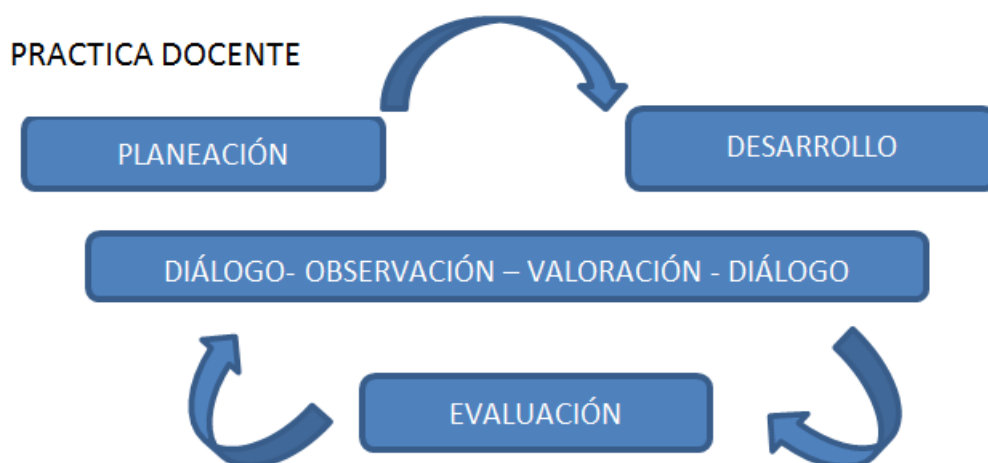 PRACTICA DOCENTE
PLANEACIÓN
DESARROLLO
DIÁLOGO- OBSERVACIÓN – VALORACIÓN - DIÁLOGO
EVALUACIÓN